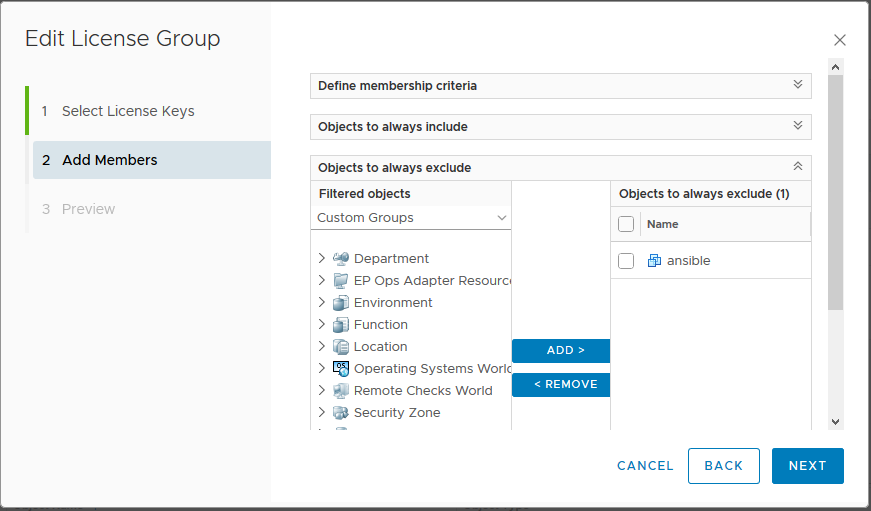 Edit License Group
1 Select License Keys
2 Add Members
3 Preview
Define membership criteria
Objects to always include
Objects to always exclude
Filtered objects
Custom Groups
Department
EP Ops Adapter Resourc
Environment
Function
Location
Operating Systems World
Remote Checks World
Security Zone
ADD >
< REMOVE
Objects to always exclude (1)
Name
ansible
CANCEL
BACK
NEXT